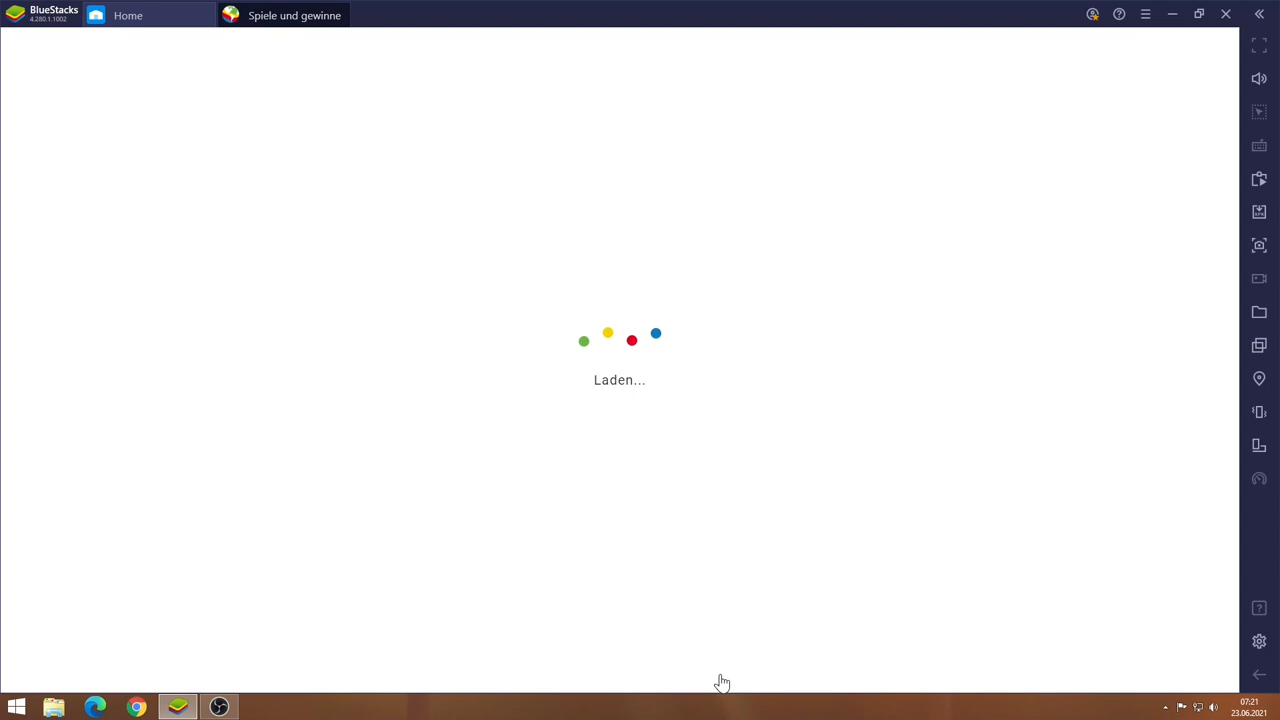 BlueStacks
4.280.1.1002
Home
Spiele und gewinne
Laden...
07:21
23.06.2021